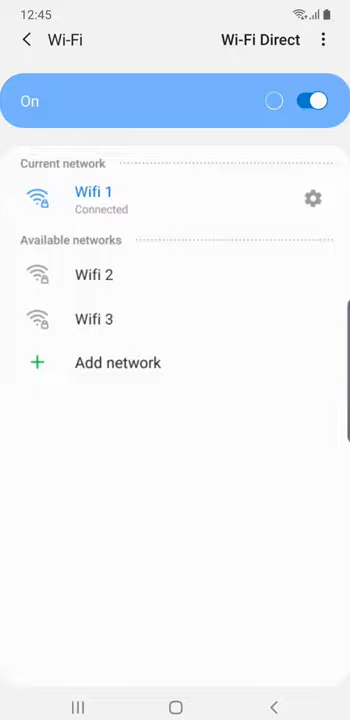 12:45
Wi-Fi
Wi-Fi Direct
On
Current network
Wifi 1
Connected
Available networks
Wifi 2
Wifi 3
Add network